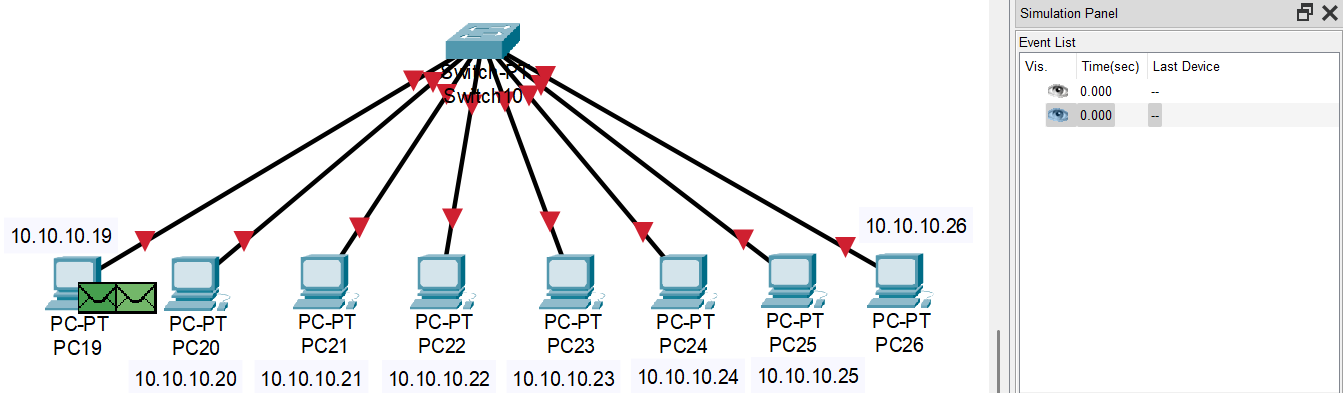 Simulation Panel
Event List
Vis. Time(sec) Last Device
0.000 --
0.000 --
Switch-PT
Switch10
10.10.10.19
10.10.10.26
PC-PT
PC19
PC-PT
PC20
PC-PT
PC21
PC-PT
PC22
PC-PT
PC23
PC-PT
PC24
PC-PT
PC25
PC-PT
PC26
10.10.10.20
10.10.10.21
10.10.10.22
10.10.10.23
10.10.10.24
10.10.10.25